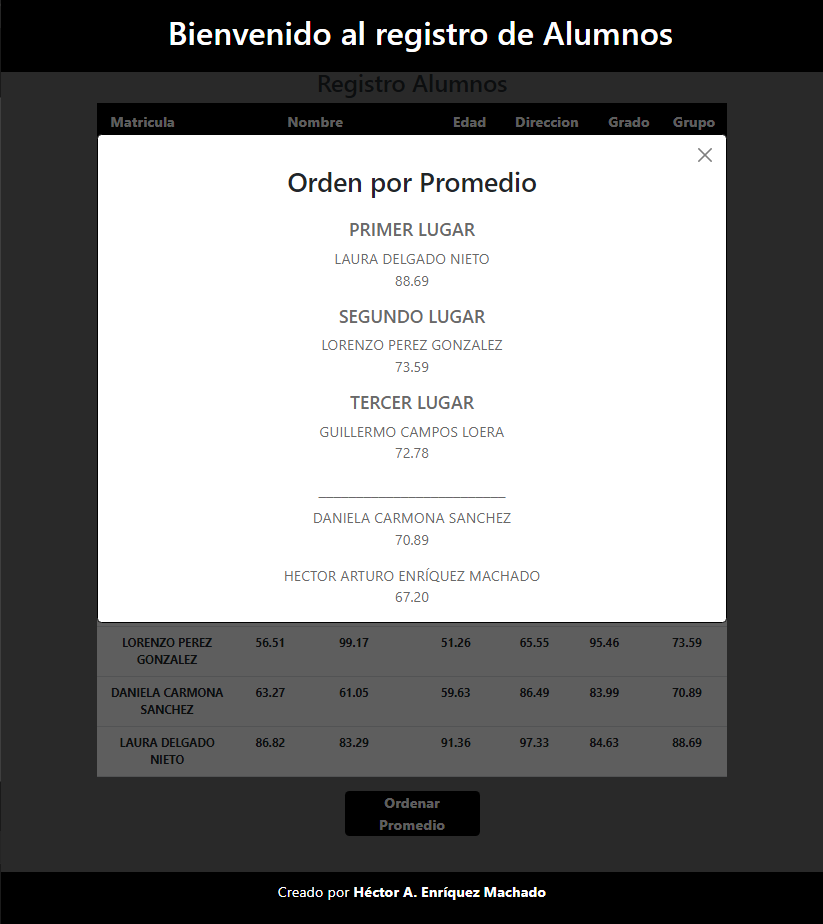 Bienvenido al registro de Alumnos
Registro Alumnos
Matricula Nombre Edad Direccion Grado Grupo
Orden por Promedio
PRIMER LUGAR
LAURA DELGADO NIETO
88.69
SEGUNDO LUGAR
LORENZO PEREZ GONZALEZ
73.59
TERCER LUGAR
GUILLERMO CAMPOS LOERA
72.78
DANIELA CARMONA SANCHEZ
70.89
HECTOR ARTURO ENRÍQUEZ MACHADO
67.20
LORENZO PEREZ 56.51 99.17 51.26 65.55 95.46 73.59
GONZALEZ
DANIELA CARMONA 63.27 61.05 59.63 86.49 83.99 70.89
SANCHEZ
LAURA DELGADO 86.82 83.29 91.36 97.33 84.63 88.69
NIETO
Ordenar
Promedio
Creado por Héctor A. Enríquez Machado